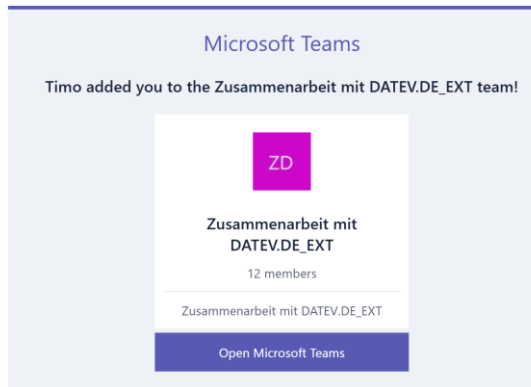 Microsoft Teams
Timo added you to the Zusammenarbeit mit DATEV.DE_EXT team!
ZD
Zusammenarbeit mit
DATEV.DE_EXT
12 members
Zusammenarbeit mit DATEV.DE_EXT
Open Microsoft Teams